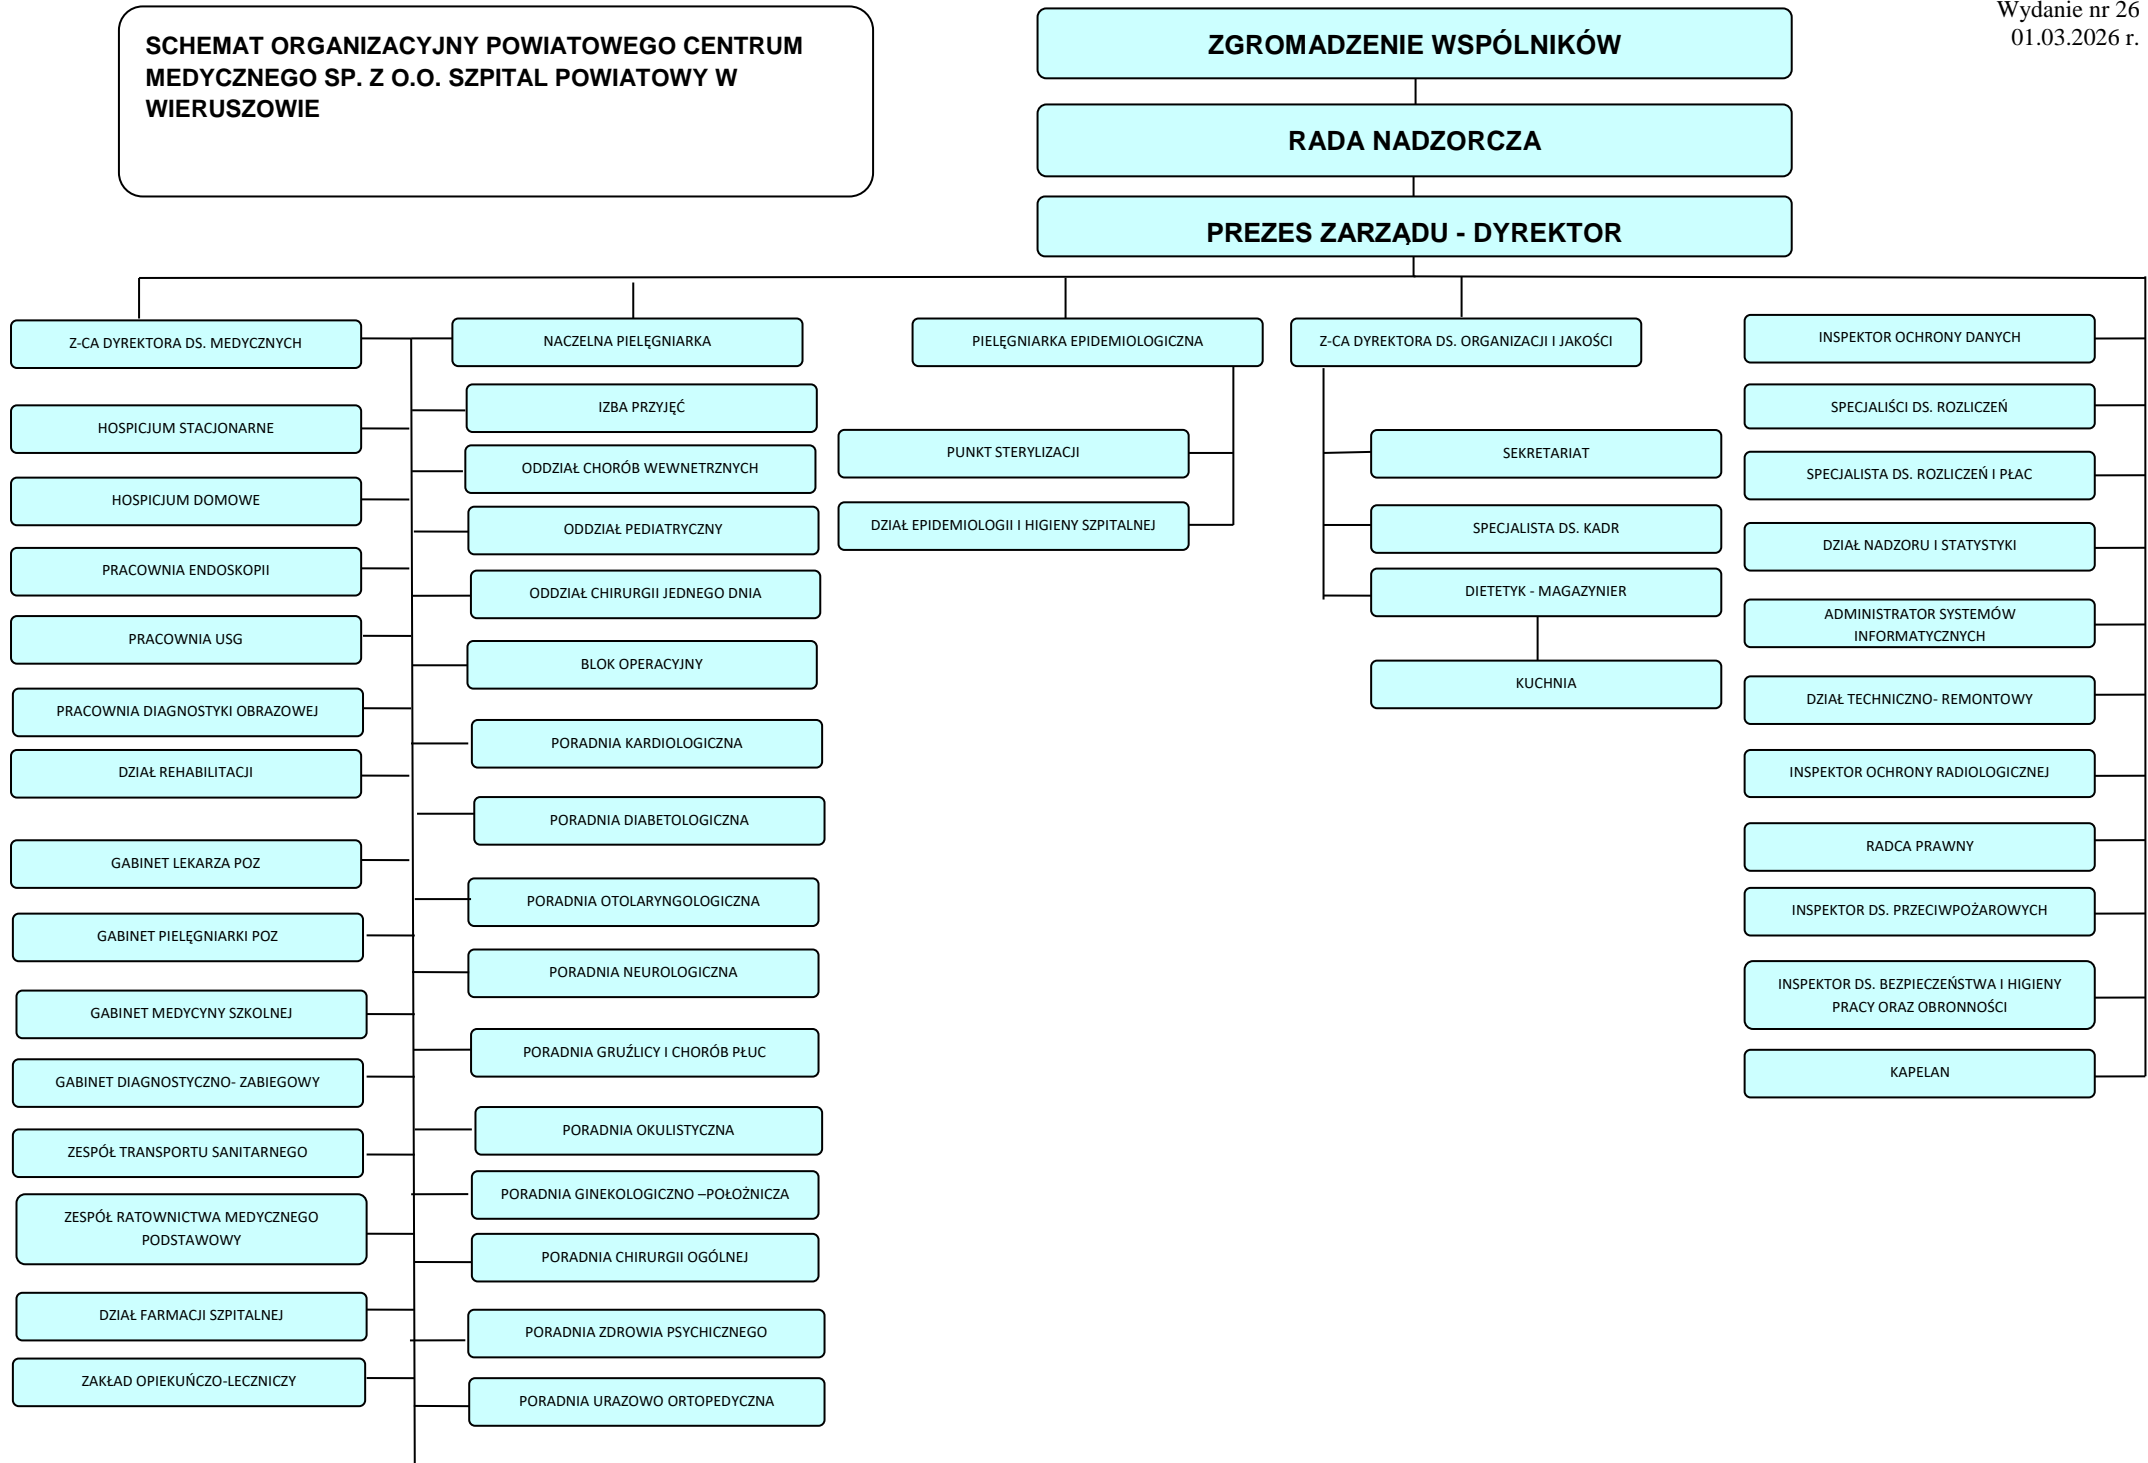 SCHEMAT ORGANIZACYJNY POWIATOWEGO CENTRUM
MEDYCZNEGO SP. Z O.O. SZPITAL POWIATOWY W
WIERUSZOWIE
Wydanie nr 26
01.03.2026 r.
ZGROMADZENIE WSPÓLNIKÓW
RADA NADZORCZA
PREZES ZARZĄDU - DYREKTOR
Z-CA DYREKTORA DS. MEDYCZNYCH
HOSPICJUM STACJONARNE
HOSPICJUM DOMOWE
PRACOWNIA ENDOSKOPII
PRACOWNIA USG
PRACOWNIA DIAGNOSTYKI OBRAZOWEJ
DZIAŁ REHABILITACJI
GABINET LEKARZA POZ
GABINET PIELĘGNIARKI POZ
GABINET MEDYCYNY SZKOLNEJ
GABINET DIAGNOSTYCZNO- ZABIEGOWY
ZESPÓŁ TRANSPORTU SANITARNEGO
ZESPÓŁ RATOWNICTWA MEDYCZNEGO
PODSTAWOWY
DZIAŁ FARMACJI SZPITALNEJ
ZAKŁAD OPIEKUŃCZO-LECZNICZY
NACZELNA PIELĘGNIARKA
IZBA PRZYJĘĆ
ODDZIAŁ CHORÓB WEWNETRZNYCH
ODDZIAŁ PEDIATRYCZNY
ODDZIAŁ CHIRURGII JEDNEGO DNIA
BLOK OPERACYJNY
PORADNIA KARDIOLOGICZNA
PORADNIA DIABETOLOGICZNA
PORADNIA OTOLARYNGOLOGICZNA
PORADNIA NEUROLOGICZNA
PORADNIA GRUŹLICY I CHORÓB PŁUC
PORADNIA OKULISTYCZNA
PORADNIA GINEKOLOGICZNO –POŁOŻNICZA
PORADNIA CHIRURGII OGÓLNEJ
PORADNIA ZDROWIA PSYCHICZNEGO
PORADNIA URAZOWO ORTOPEDYCZNA
PIELĘGNIARKA EPIDEMIOLOGICZNA
PUNKT STERYLIZACJI
DZIAŁ EPIDEMIOLOGII I HIGIENY SZPITALNEJ
Z-CA DYREKTORA DS. ORGANIZACJI I JAKOŚCI
SEKRETARIAT
SPECJALISTA DS. KADR
DIETETYK - MAGAZYNIER
KUCHNIA
INSPEKTOR OCHRONY DANYCH
SPECJALIŚCI DS. ROZLICZEŃ
SPECJALISTA DS. ROZLICZEŃ I PŁAC
DZIAŁ NADZORU I STATYSTYKI
ADMINISTRATOR SYSTEMÓW
INFORMATYCZNYCH
DZIAŁ TECHNICZNO- REMONTOWY
INSPEKTOR OCHRONY RADIOLOGICZNEJ
RADCA PRAWNY
INSPEKTOR DS. PRZECIWPOŻAROWYCH
INSPEKTOR DS. BEZPIECZEŃSTWA I HIGIENY
PRACY ORAZ OBRONNOŚCI
KAPELAN